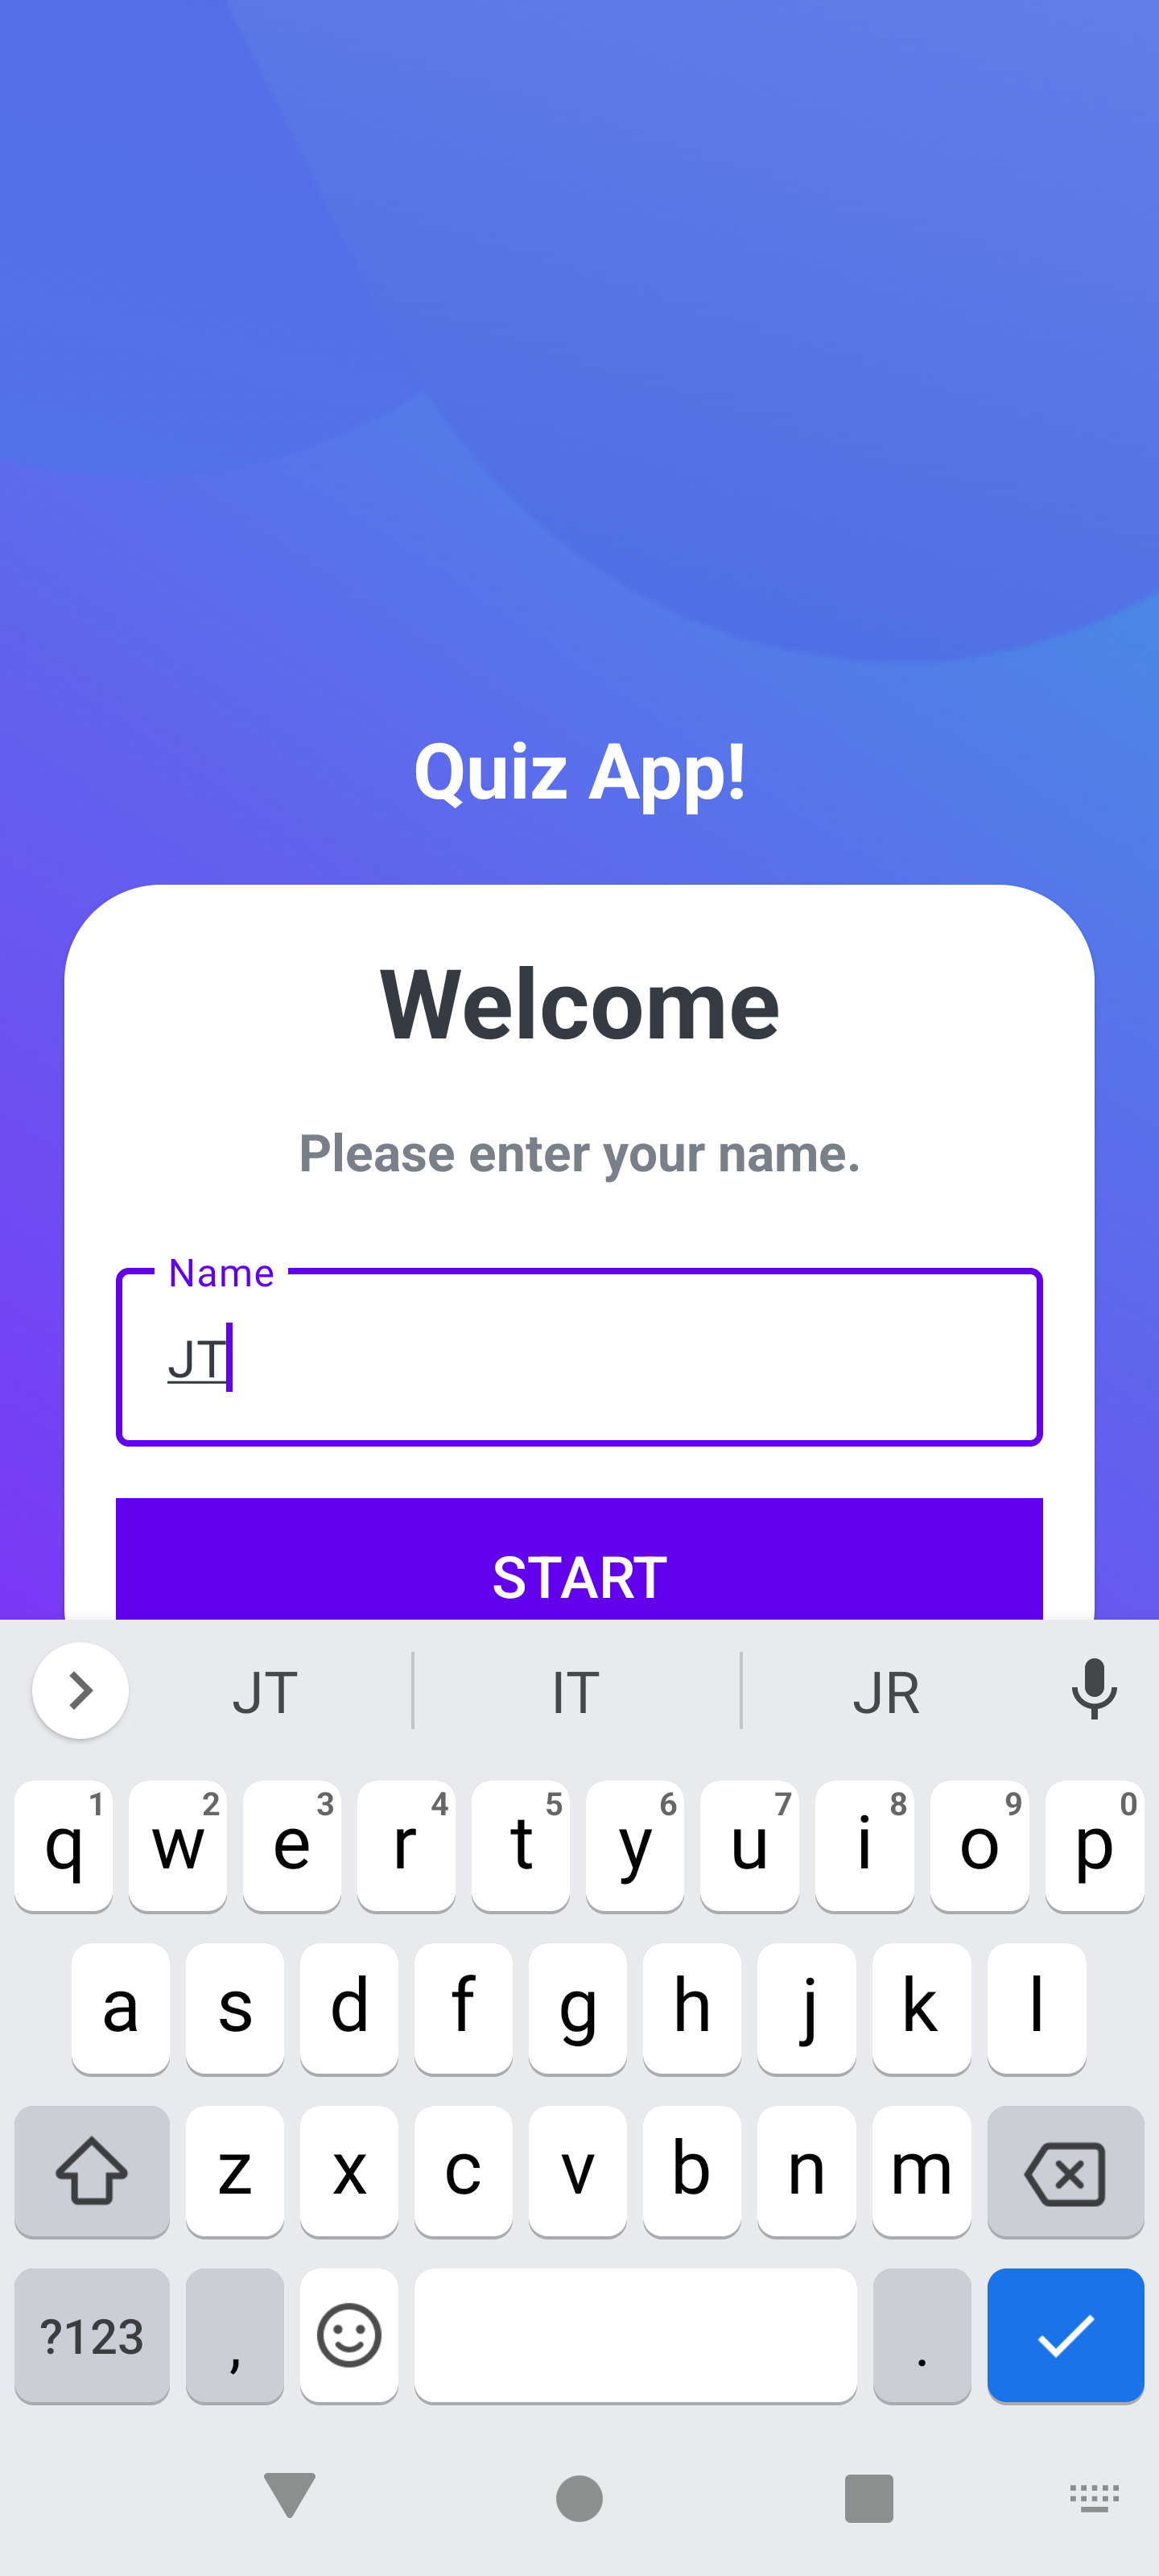 Quiz App!
Welcome
Please enter your name.
Name
JT
START
JT IT JR
1 2 3 4 5 6 7 8 9 0
q w e r t y u i o p
a s d f g h j k l
z x c v b n m
?123 , .